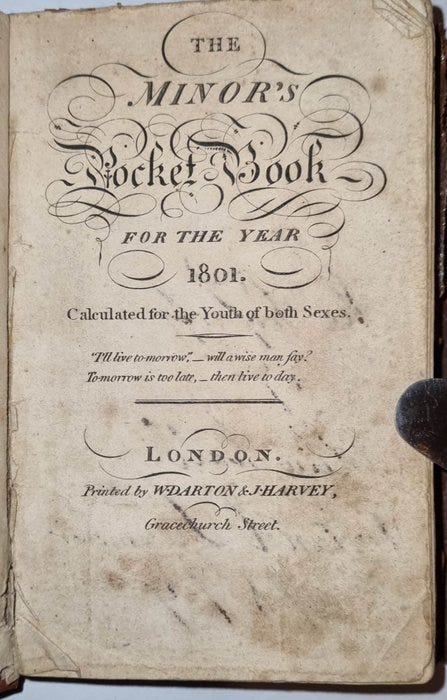 THE
MINOR'S
Pocket Book
FOR THE YEAR
1801.
Calculated for the Youth of both Sexes.
"I'll live to-morrow", _ will a wise man say?
To-morrow is too late, _ then live to day.
LONDON.
Printed by W. DARTON & J. HARVEY,
Gracechurch Street.